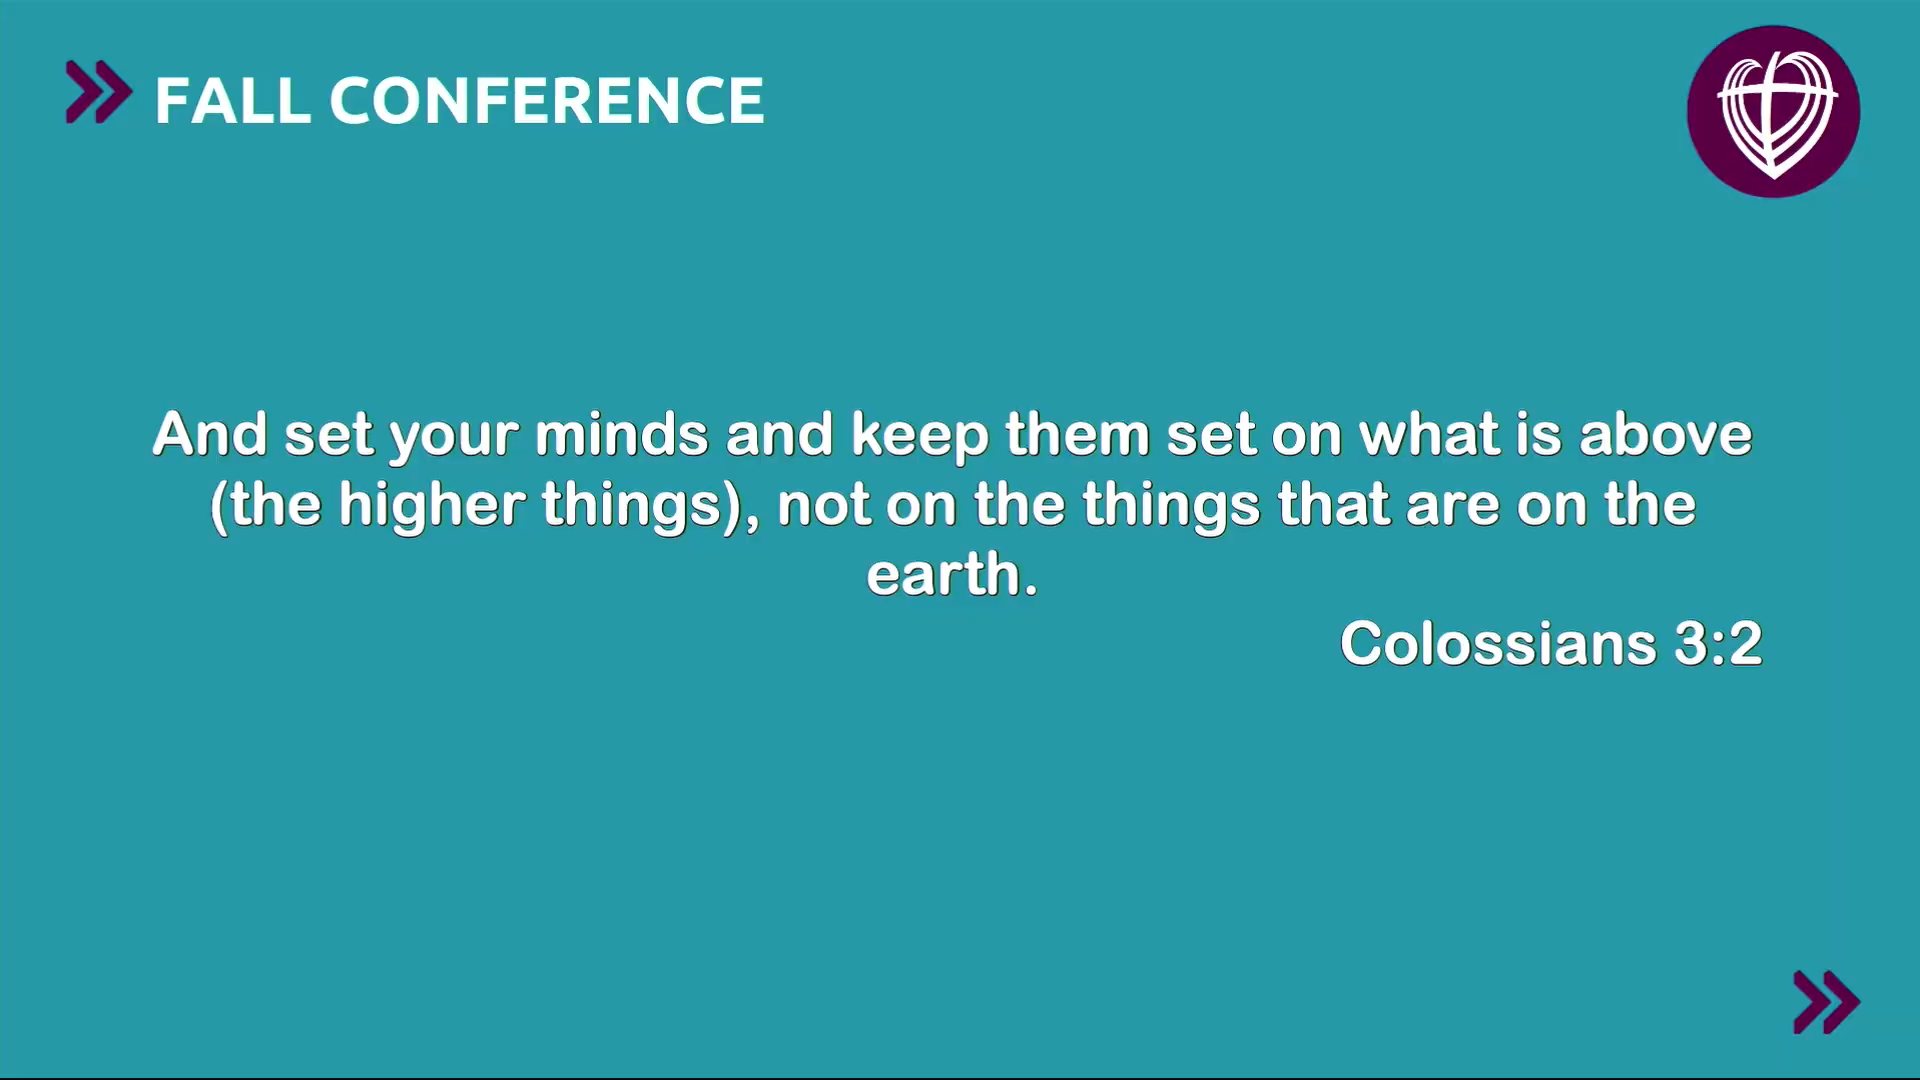 FALL CONFERENCE
And set your minds and keep them set on what is above
(the higher things), not on the things that are on the
earth.
Colossians 3:2